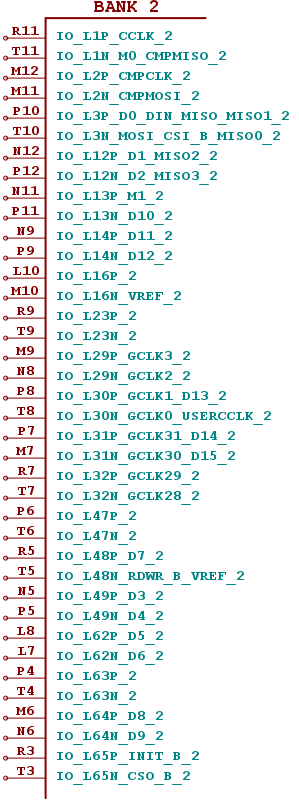 BANK 2
R11 IO_L1P_CCLK_2
T11 IO_L1N_M0_CMPMISO_2
M12 IO_L2P_CMPCLK_2
M11 IO_L2N_CMPMOSI_2
P10 IO_L3P_D0_DIN_MISO_MISO1_2
T10 IO_L3N_MOSI_CSI_B_MISO0_2
N12 IO_L12P_D1_MISO2_2
P12 IO_L12N_D2_MISO3_2
N11 IO_L13P_M1_2
P11 IO_L13N_D10_2
N9 IO_L14P_D11_2
P9 IO_L14N_D12_2
L10 IO_L16P_2
M10 IO_L16N_VREF_2
R9 IO_L23P_2
T9 IO_L23N_2
M9 IO_L29P_GCLK3_2
N8 IO_L29N_GCLK2_2
P8 IO_L30P_GCLK1_D13_2
T8 IO_L30N_GCLK0_USERCCLK_2
P7 IO_L31P_GCLK31_D14_2
M7 IO_L31N_GCLK30_D15_2
R7 IO_L32P_GCLK29_2
T7 IO_L32N_GCLK28_2
P6 IO_L47P_2
T6 IO_L47N_2
R5 IO_L48P_D7_2
T5 IO_L48N_RDWR_B_VREF_2
N5 IO_L49P_D3_2
P5 IO_L49N_D4_2
L8 IO_L62P_D5_2
L7 IO_L62N_D6_2
P4 IO_L63P_2
T4 IO_L63N_2
M6 IO_L64P_D8_2
N6 IO_L64N_D9_2
R3 IO_L65P_INIT_B_2
T3 IO_L65N_CSO_B_2